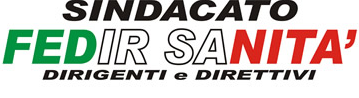 SINDACATO
FEDIR SANITA'
DIRIGENTI e DIRETTIVI